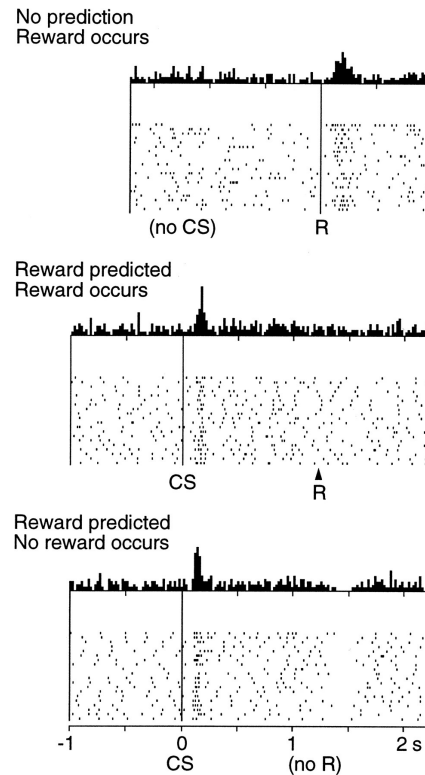 No prediction
Reward occurs
(no CS) R
Reward predicted
Reward occurs
CS R
Reward predicted
No reward occurs
-1 0 1 2 s
CS (no R)